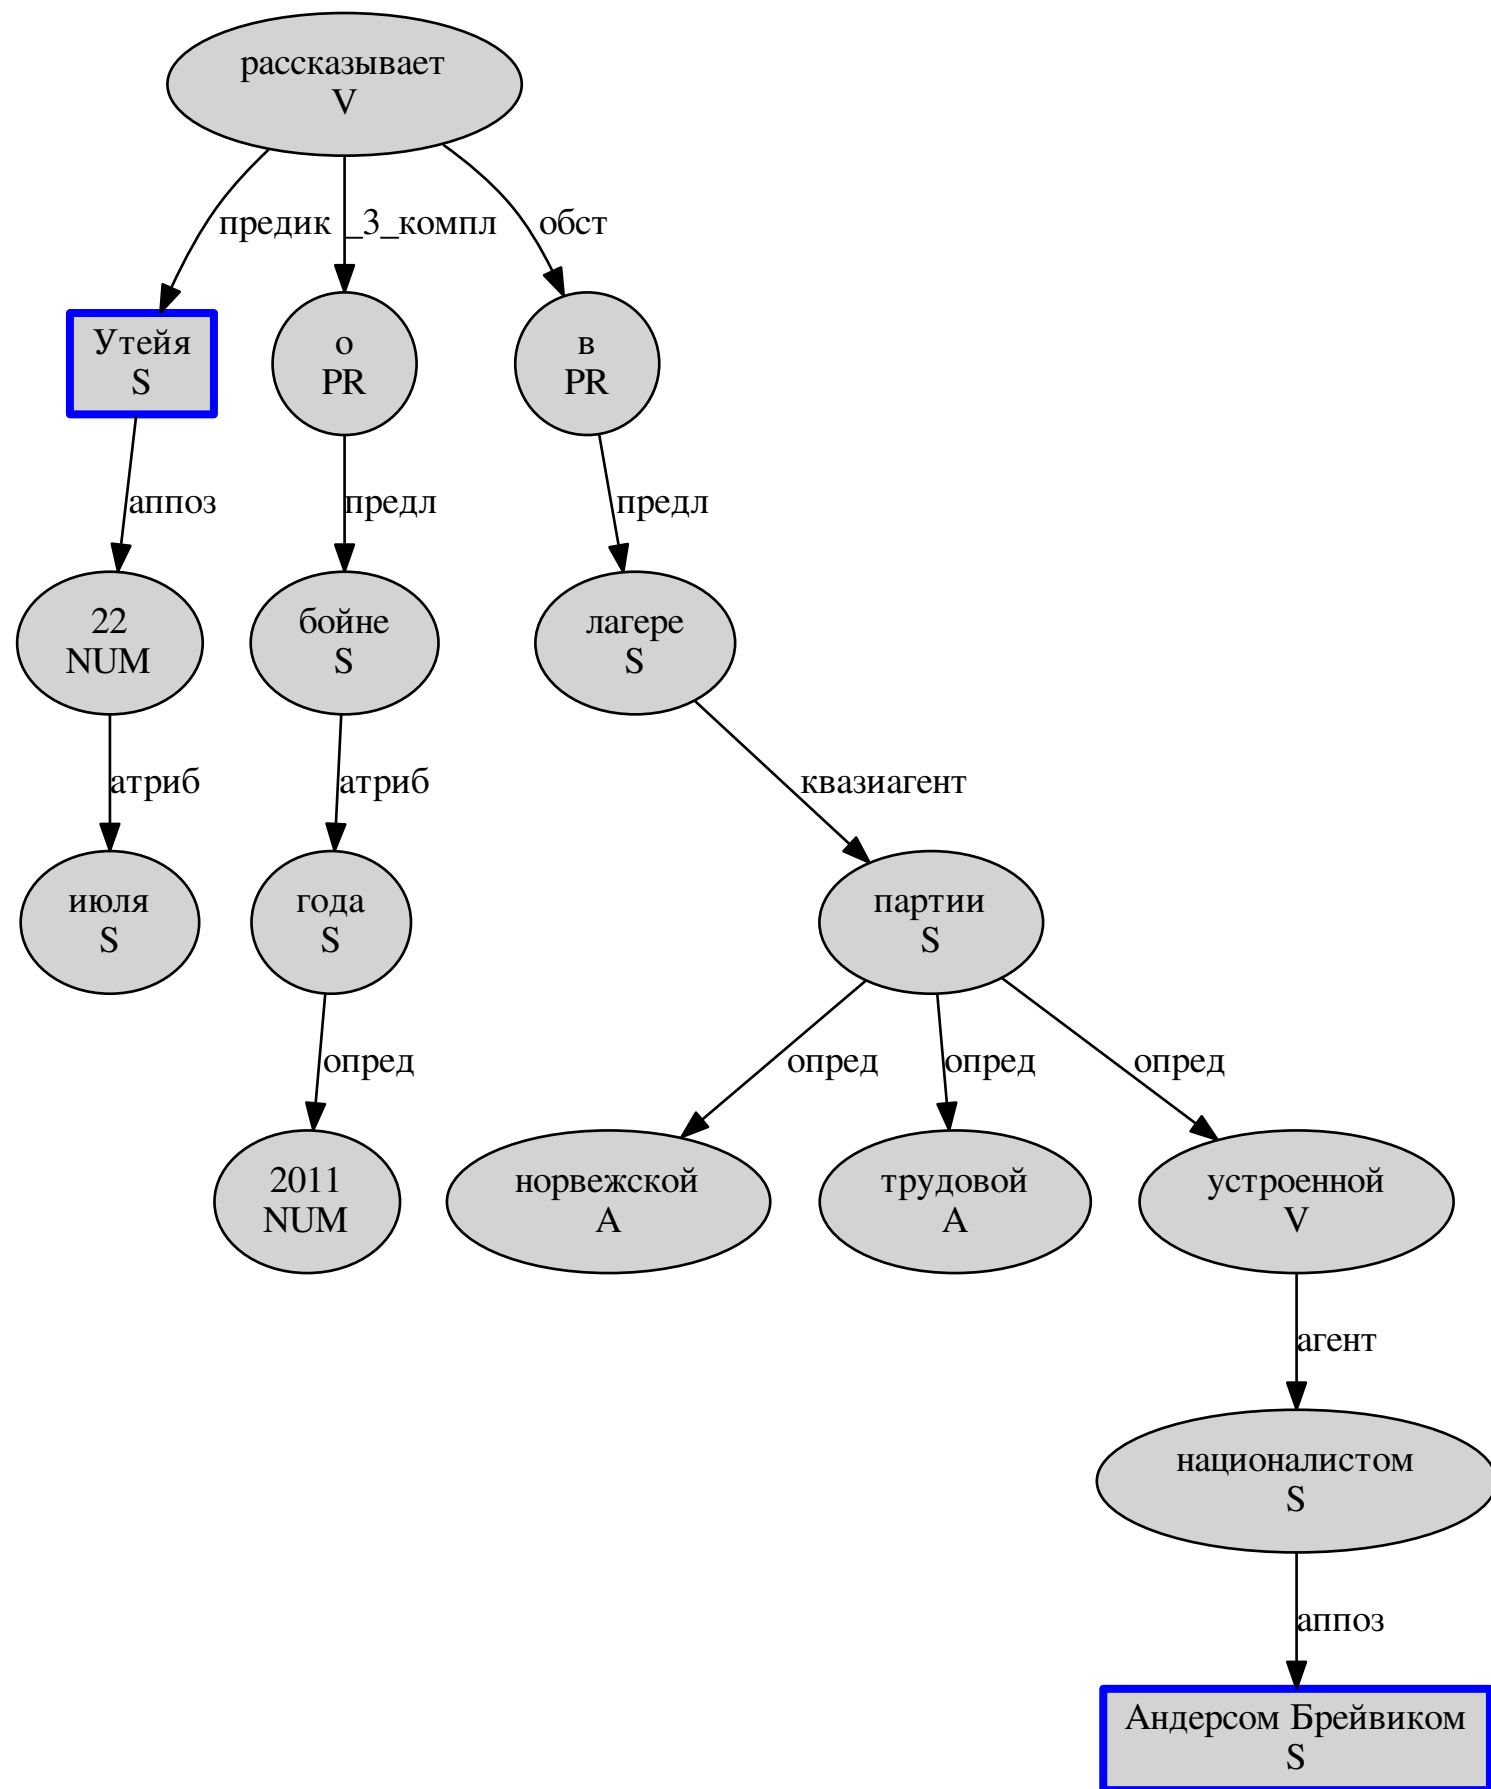 рассказывает
V
предик
_3_компл
обст
Утейя
S
о
PR
в
PR
аппоз
предл
предл
22
NUM
бойне
S
лагере
S
атриб
атриб
квазиагент
июля
S
года
S
партии
S
опред
опред
опред
опред
2011
NUM
норвежской
A
трудовой
A
устроенной
V
агент
националистом
S
аппоз
Андерсом Брейвиком
S